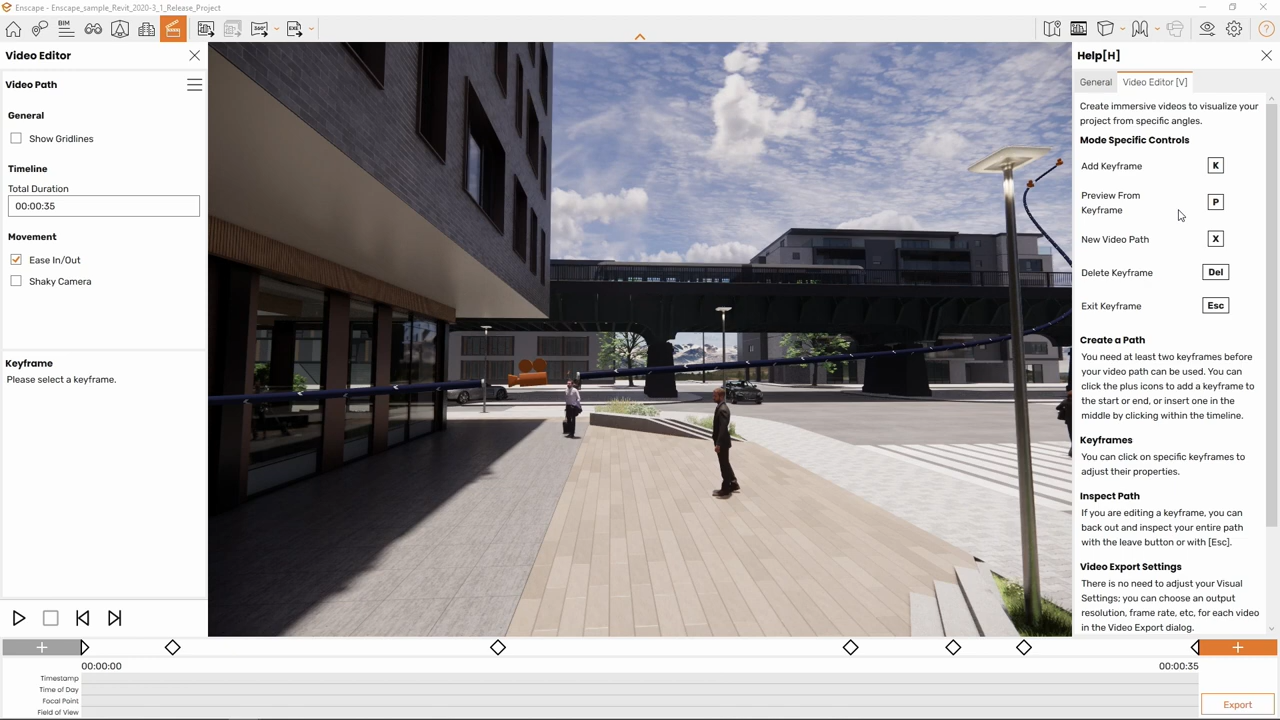 Enscape - Enscape_sample_Revit_2020-3_1_Release_Project
BIM
360°
EXE
Video Editor
Video Path
General
Show Gridlines
Timeline
Total Duration
00:00:35
Movement
Ease In/Out
Shaky Camera
Keyframe
Please select a keyframe.
Help[H]
General
Video Editor [V]
Create immersive videos to visualize your
project from specific angles.
Mode Specific Controls
Add Keyframe
K
Preview From
Keyframe
P
New Video Path
X
Delete Keyframe
Del
Exit Keyframe
Esc
Create a Path
You need at least two keyframes before
your video path can be used. You can
click the plus icons to add a keyframe to
the start or end, or insert one in the
middle by clicking within the timeline.
Keyframes
You can click on specific keyframes to
adjust their properties.
Inspect Path
If you are editing a keyframe, you can
back out and inspect your entire path
with the leave button or with [Esc].
Video Export Settings
There is no need to adjust your Visual
Settings; you can choose an output
resolution, frame rate, etc, for each video
in the Video Export dialog.
00:00:00
00:00:35
Timestamp
Time of Day
Focal Point
Field of View
Export